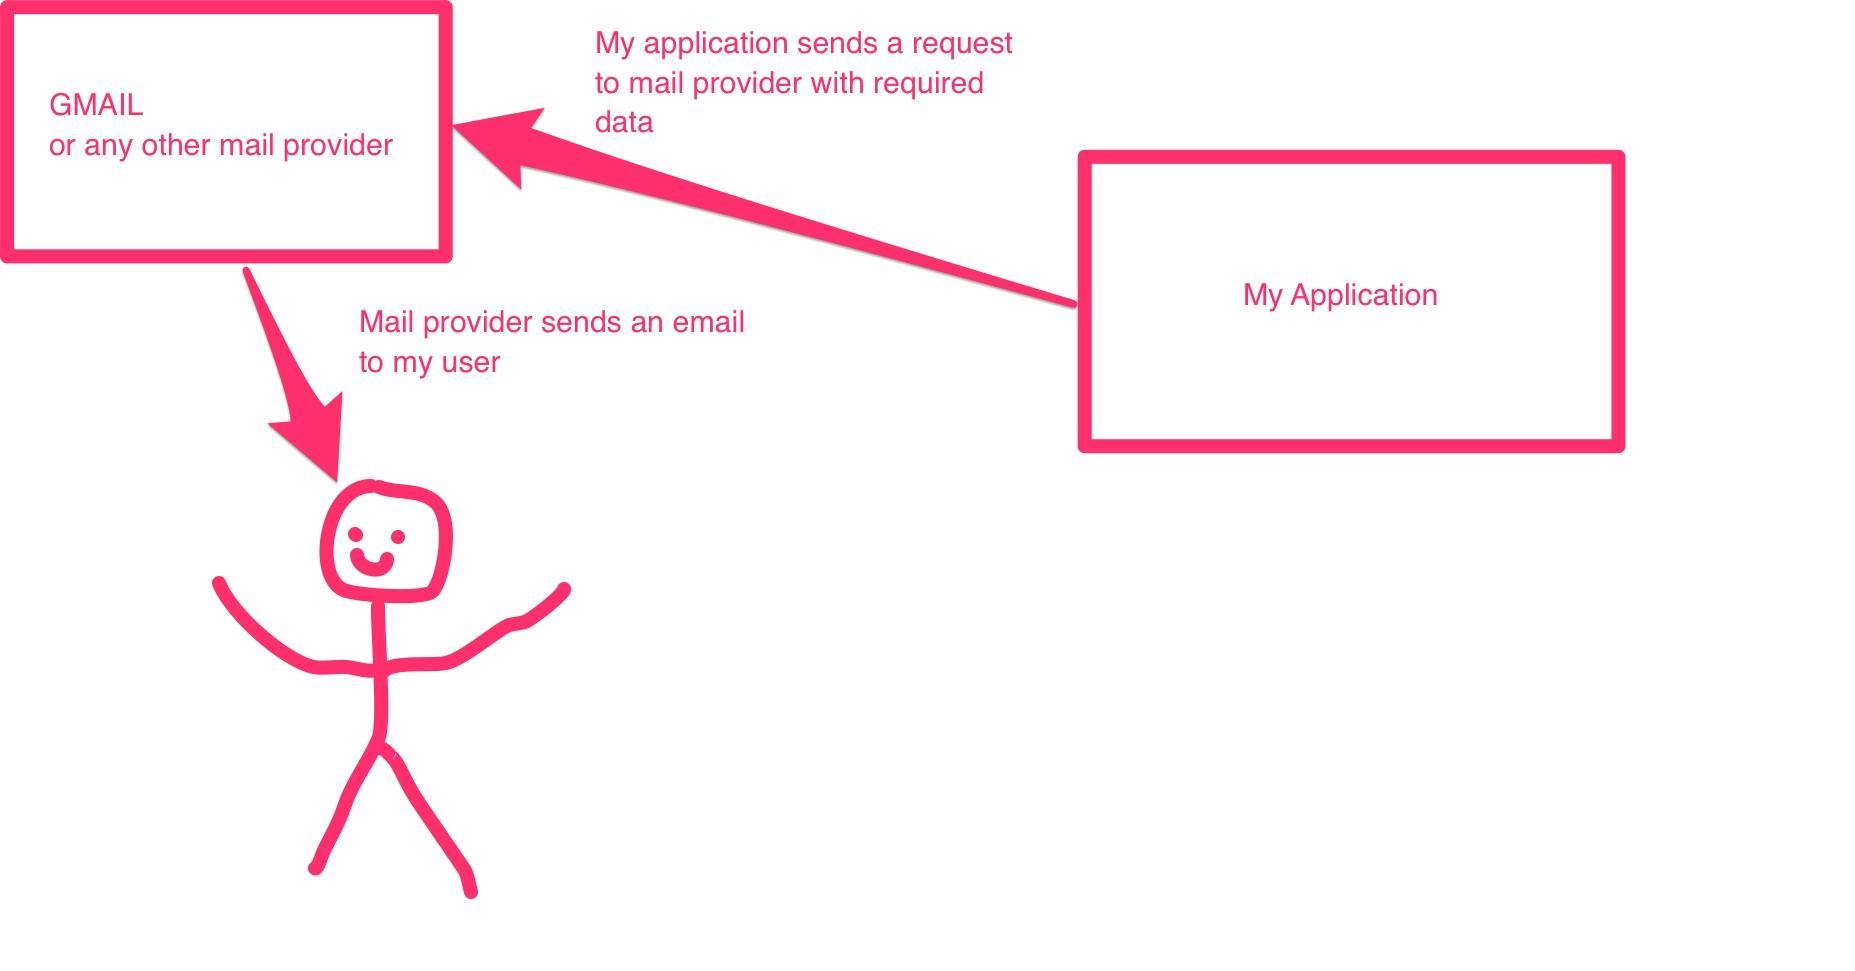 My application sends a request
to mail provider with required
data
GMAIL
or any other mail provider
My Application
Mail provider sends an email
to my user